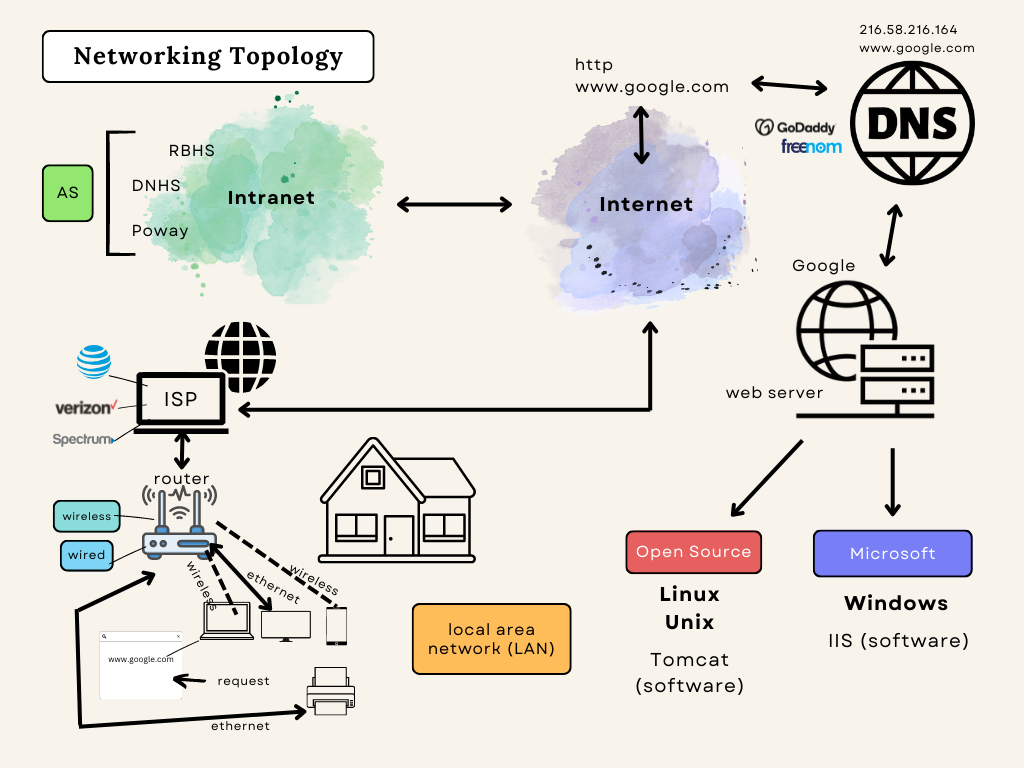 Networking Topology
216.58.216.164
www.google.com
http
www.google.com
DNS
GoDaddy
freenom
AS
RBHS
DNHS
Poway
Intranet
Internet
Google
web server
ISP
verizon
Spectrum
router
wireless
wired
wireless
ethernet
wireless
www.google.com
request
ethernet
local area
network (LAN)
Open Source
Linux
Unix
Tomcat
(software)
Microsoft
Windows
IIS (software)